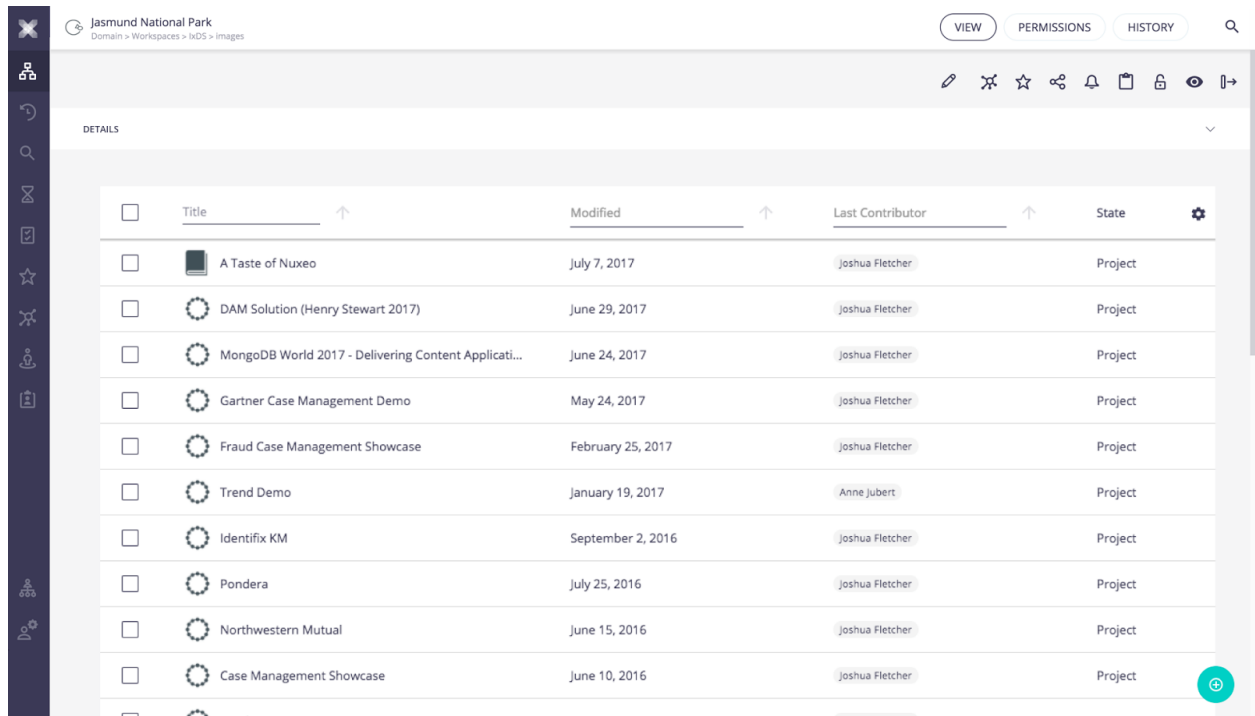 Jasmund National Park
Domain > Workspaces > IxDS > images
VIEW
PERMISSIONS
HISTORY
DETAILS
Title
Modified
Last Contributor
State
A Taste of Nuxeo
July 7, 2017
Joshua Fletcher
Project
DAM Solution (Henry Stewart 2017)
June 29, 2017
Joshua Fletcher
Project
MongoDB World 2017 - Delivering Content Applicati...
June 24, 2017
Joshua Fletcher
Project
Gartner Case Management Demo
May 24, 2017
Joshua Fletcher
Project
Fraud Case Management Showcase
February 25, 2017
Joshua Fletcher
Project
Trend Demo
January 19, 2017
Anne Jubert
Project
Identifix KM
September 2, 2016
Joshua Fletcher
Project
Pondera
July 25, 2016
Joshua Fletcher
Project
Northwestern Mutual
June 15, 2016
Joshua Fletcher
Project
Case Management Showcase
June 10, 2016
Joshua Fletcher
Project